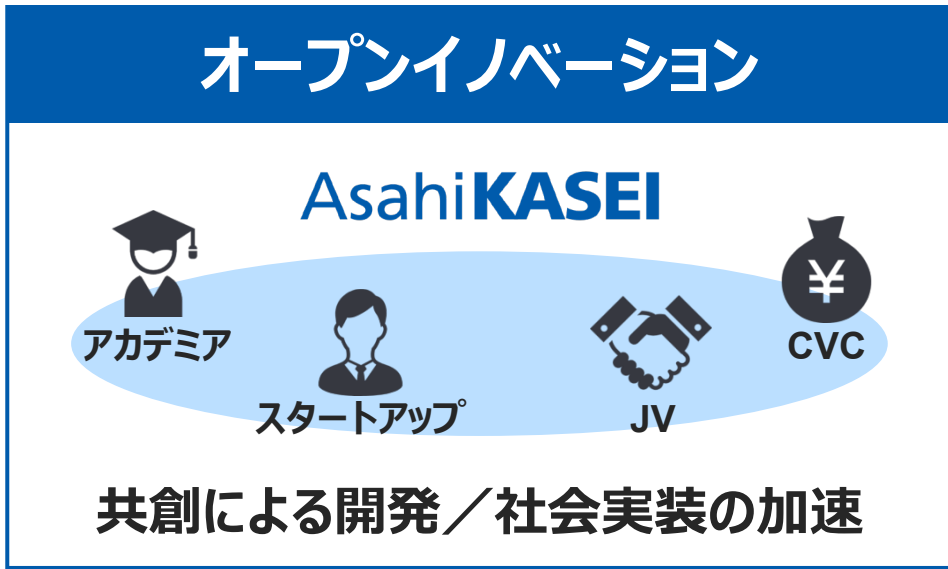 オープンイノベーション
AsahiKASEI
アカデミア
¥
CVC
スタートアップ
JV
共創による開発／社会実装の加速